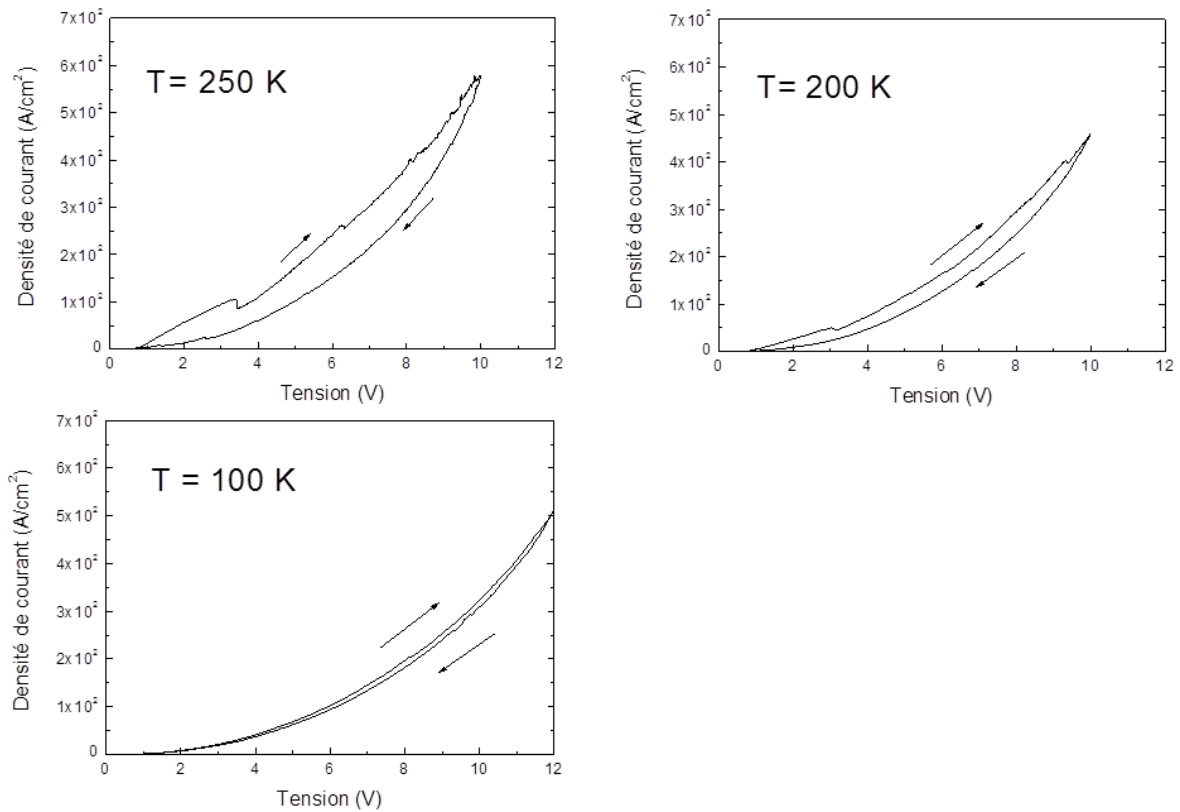 7x10²
6x10²
5x10²
4x10²
3x10²
2x10²
1x10²
0
Densité de courant (A/cm²)
T= 250 K
0 2 4 6 8 10 12
Tension (V)
7x10²
6x10²
5x10²
4x10²
3x10²
2x10²
1x10²
0
Densité de courant (A/cm²)
T= 200 K
0 2 4 6 8 10 12
Tension (V)
7x10²
6x10²
5x10²
4x10²
3x10²
2x10²
1x10²
0
Densité de courant (A/cm²)
T = 100 K
0 2 4 6 8 10 12
Tension (V)